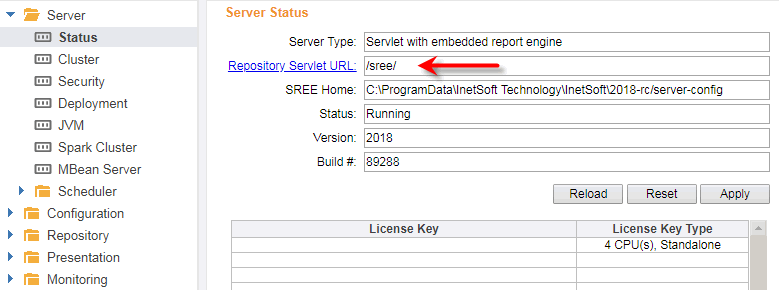 Server
Status
Cluster
Security
Deployment
JVM
Spark Cluster
MBean Server
Scheduler
Configuration
Repository
Presentation
Monitoring
Server Status
Server Type: Servlet with embedded report engine
Repository Servlet URL: /sree/
SREE Home: C:\ProgramData\InetSoft Technology\InetSoft\2018-rc/server-config
Status: Running
Version: 2018
Build #: 89288
Reload Reset Apply
License Key License Key Type
4 CPU(s), Standalone